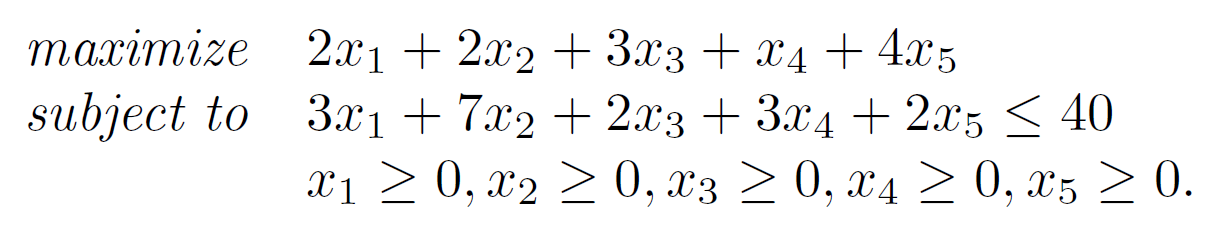 maximize 2x₁ + 2x₂ + 3x₃ + x₄ + 4x₅
subject to 3x₁ + 7x₂ + 2x₃ + 3x₄ + 2x₅ ≤ 40
x₁ ≥ 0, x₂ ≥ 0, x₃ ≥ 0, x₄ ≥ 0, x₅ ≥ 0.